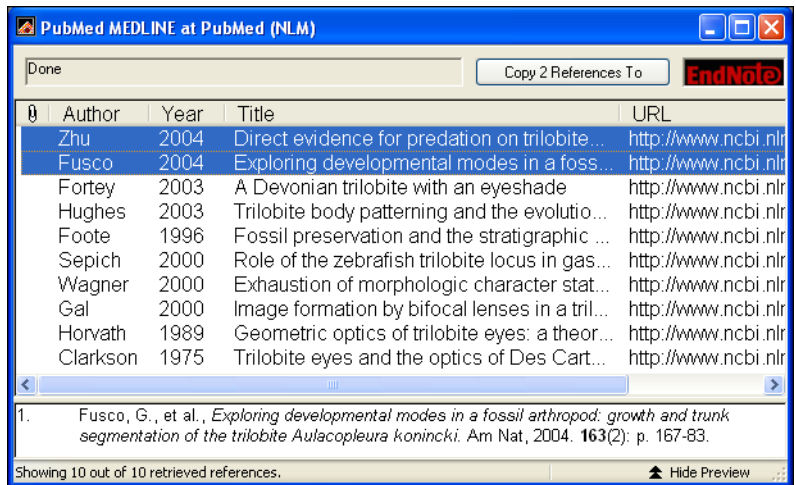 PubMed MEDLINE at PubMed (NLM)
Done Copy 2 References To EndNote
Author Year Title URL
Zhu 2004 Direct evidence for predation on trilobite... http://www.ncbi.nlr
Fusco 2004 Exploring developmental modes in a foss... http://www.ncbi.nlr
Fortey 2003 A Devonian trilobite with an eyeshade http://www.ncbi.nlr
Hughes 2003 Trilobite body patterning and the evolutio... http://www.ncbi.nlr
Foote 1996 Fossil preservation and the stratigraphic ... http://www.ncbi.nlr
Sepich 2000 Role of the zebrafish trilobite locus in gas... http://www.ncbi.nlr
Wagner 2000 Exhaustion of morphologic character stat... http://www.ncbi.nlr
Gal 2000 Image formation by bifocal lenses in a tril... http://www.ncbi.nlr
Horvath 1989 Geometric optics of trilobite eyes: a theor... http://www.ncbi.nlr
Clarkson 1975 Trilobite eyes and the optics of Des Cart... http://www.ncbi.nlr
1. Fusco, G., et al., Exploring developmental modes in a fossil arthropod: growth and trunk
segmentation of the trilobite Aulacopleura konincki. Am Nat, 2004. 163(2): p. 167-83.
Showing 10 out of 10 retrieved references. Hide Preview